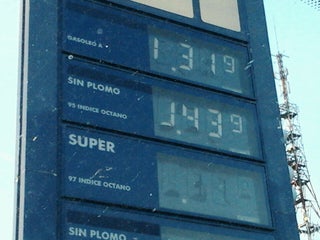 GASOLEO A
1.319
SIN PLOMO
1.439
95 INDICE OCTANO
SUPER
97 INDICE OCTANO
SIN PLOMO